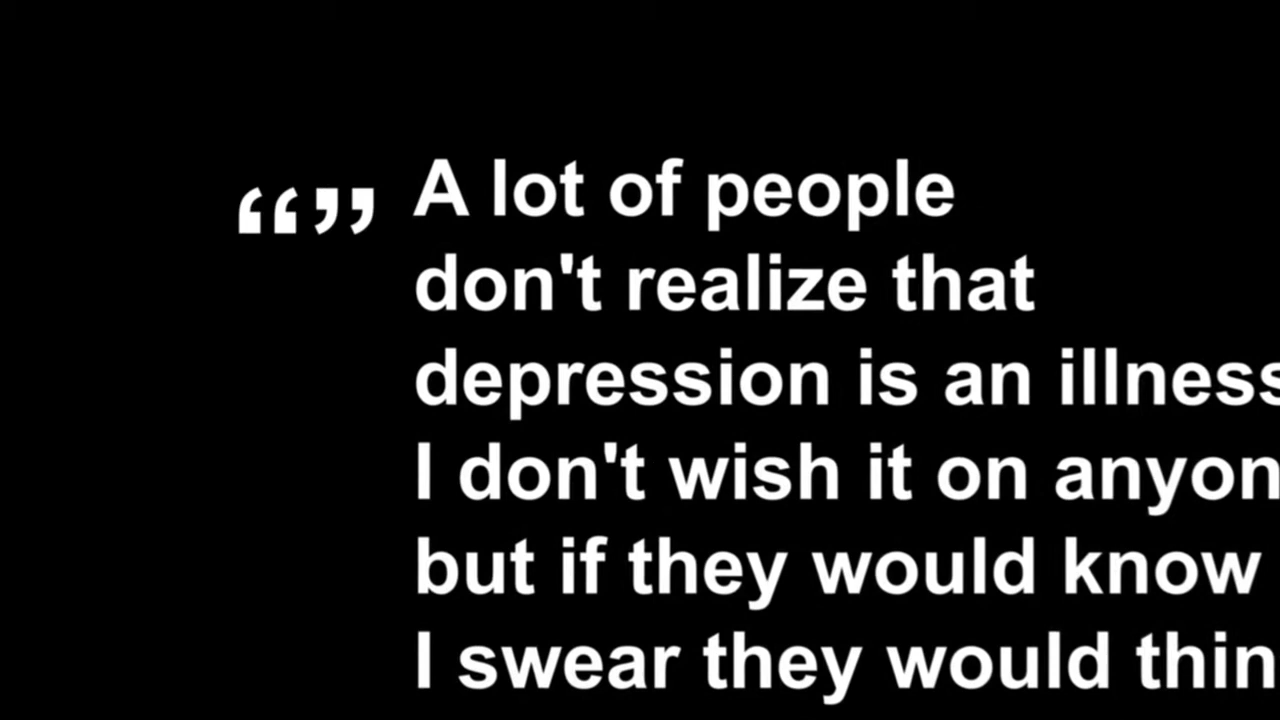 “” A lot of people
don't realize that
depression is an illness
I don't wish it on anyon
but if they would know
I swear they would thin